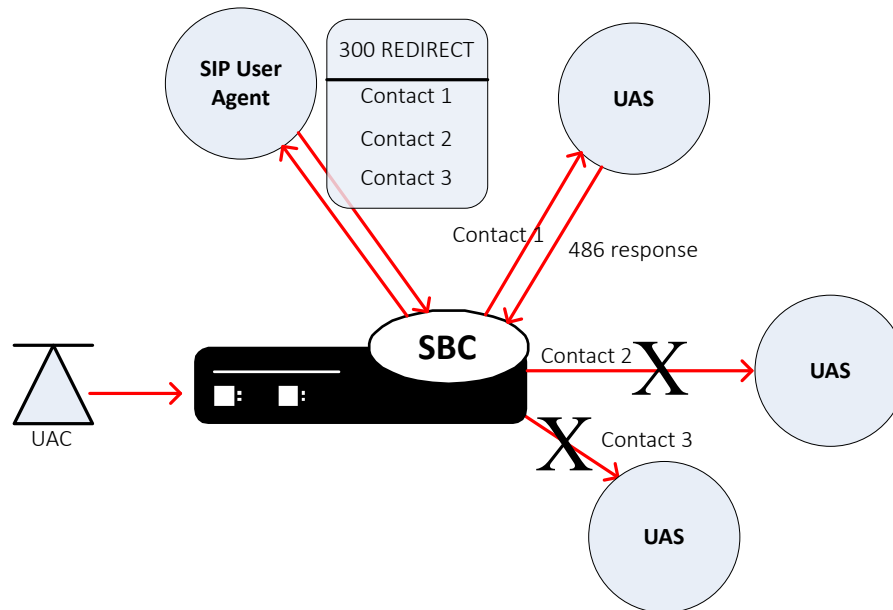 300 REDIRECT
SIP User
Agent
Contact 1
Contact 2
Contact 3
UAS
Contact 1
486 response
SBC
Contact 2
X
UAS
UAC
X
Contact 3
UAS